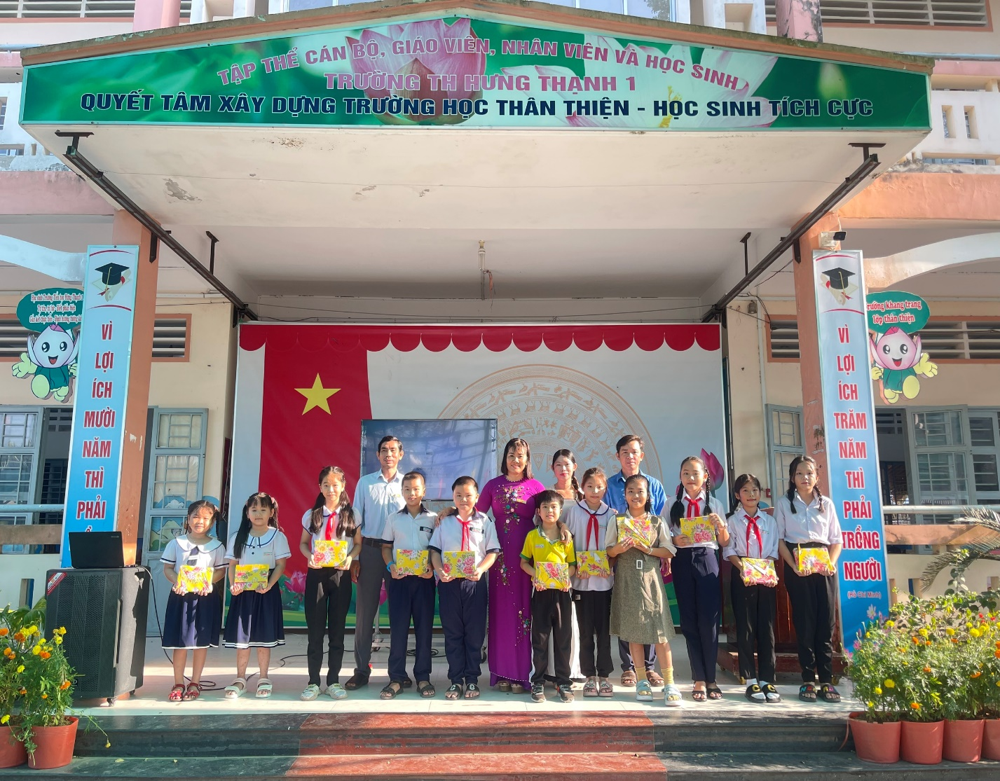 TẬP THỂ CÁN BỘ, GIÁO VIÊN, NHÂN VIÊN VÀ HỌC SINH
TRƯỜNG TH HƯNG THẠNH 1
QUYẾT TÂM XÂY DỰNG TRƯỜNG HỌC THÂN THIỆN - HỌC SINH TÍCH CỰC
VÌ
LỢI
ÍCH
MƯỜI
NĂM
THÌ
PHẢI
Trường khang trang
lớp thân thiện
VÌ
LỢI
ÍCH
TRĂM
NĂM
THÌ
PHẢI
TRỒNG
NGƯỜI
(Hồ Chí Minh)